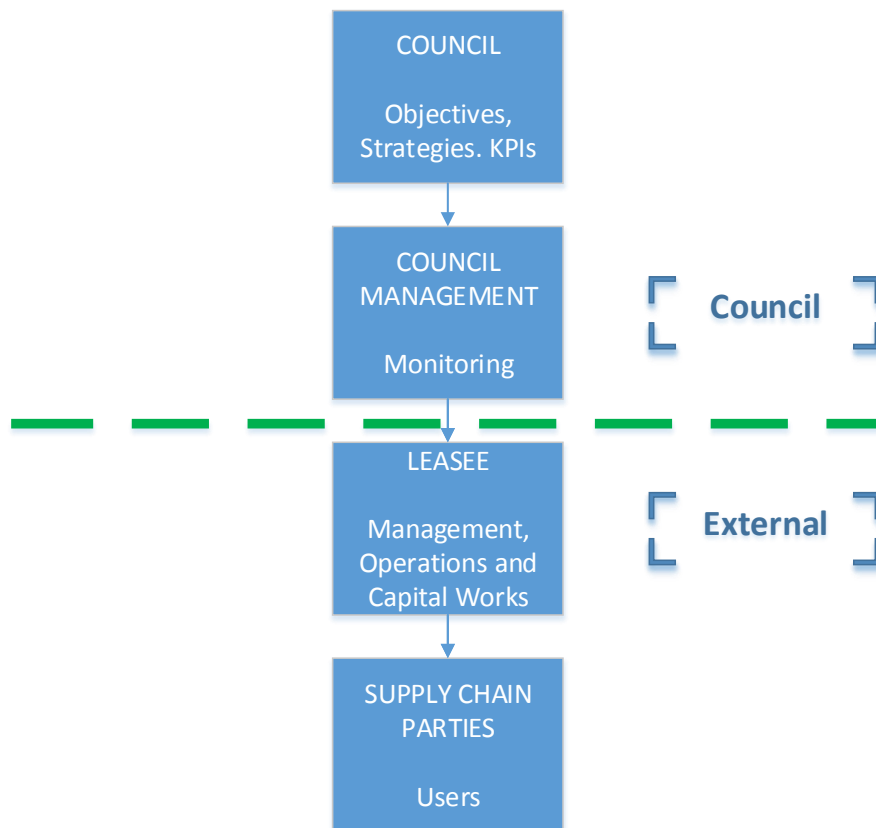 COUNCIL
Objectives,
Strategies. KPIs
COUNCIL
MANAGEMENT
Monitoring
Council
LEASEE
Management,
Operations and
Capital Works
External
SUPPLY CHAIN
PARTIES
Users